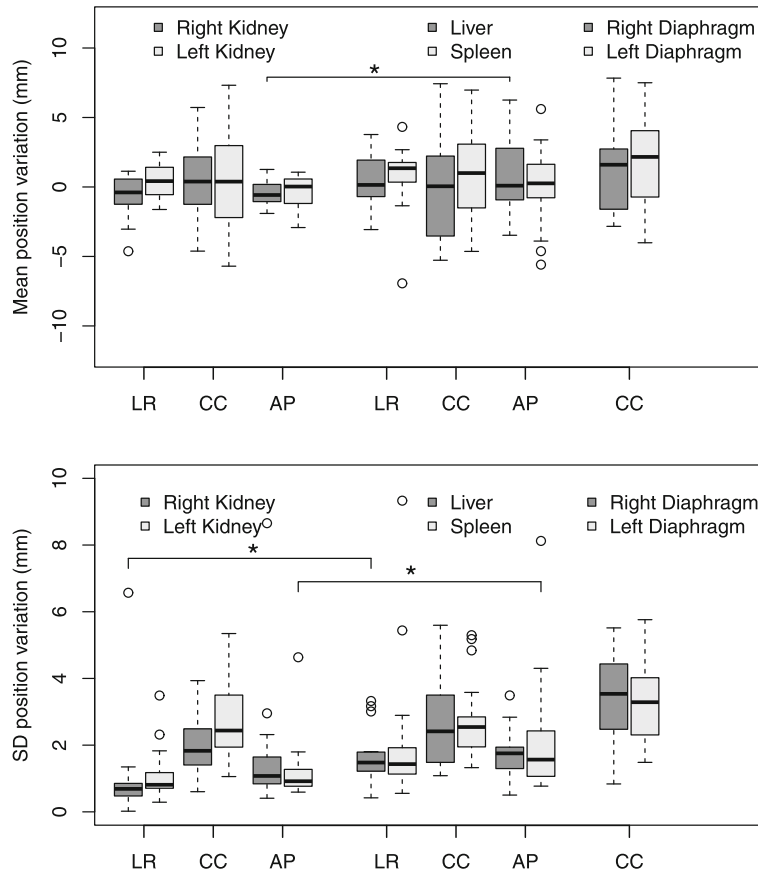 Right Kidney Liver Right Diaphragm
Left Kidney Spleen Left Diaphragm
*
Mean position variation (mm)
10
5
0
−5
−10
LR CC AP LR CC AP CC
Right Kidney Liver Right Diaphragm
Left Kidney Spleen Left Diaphragm
*
*
SD position variation (mm)
10
8
6
4
2
0
LR CC AP LR CC AP CC